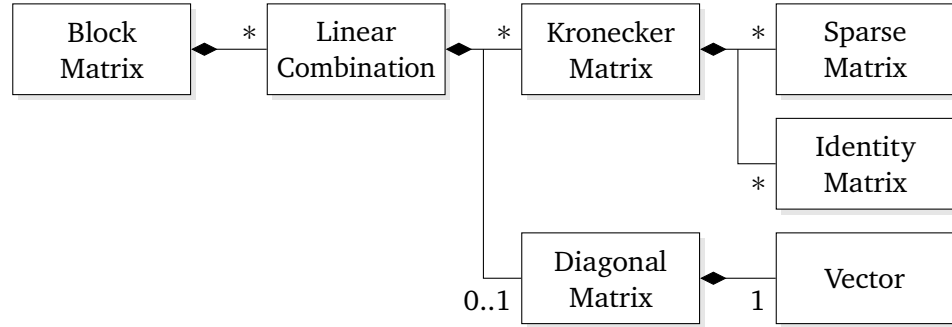 Block
Matrix
*
Linear
Combination
*
Kronecker
Matrix
*
Sparse
Matrix
Identity
Matrix
*
Diagonal
Matrix
0..1
1
Vector